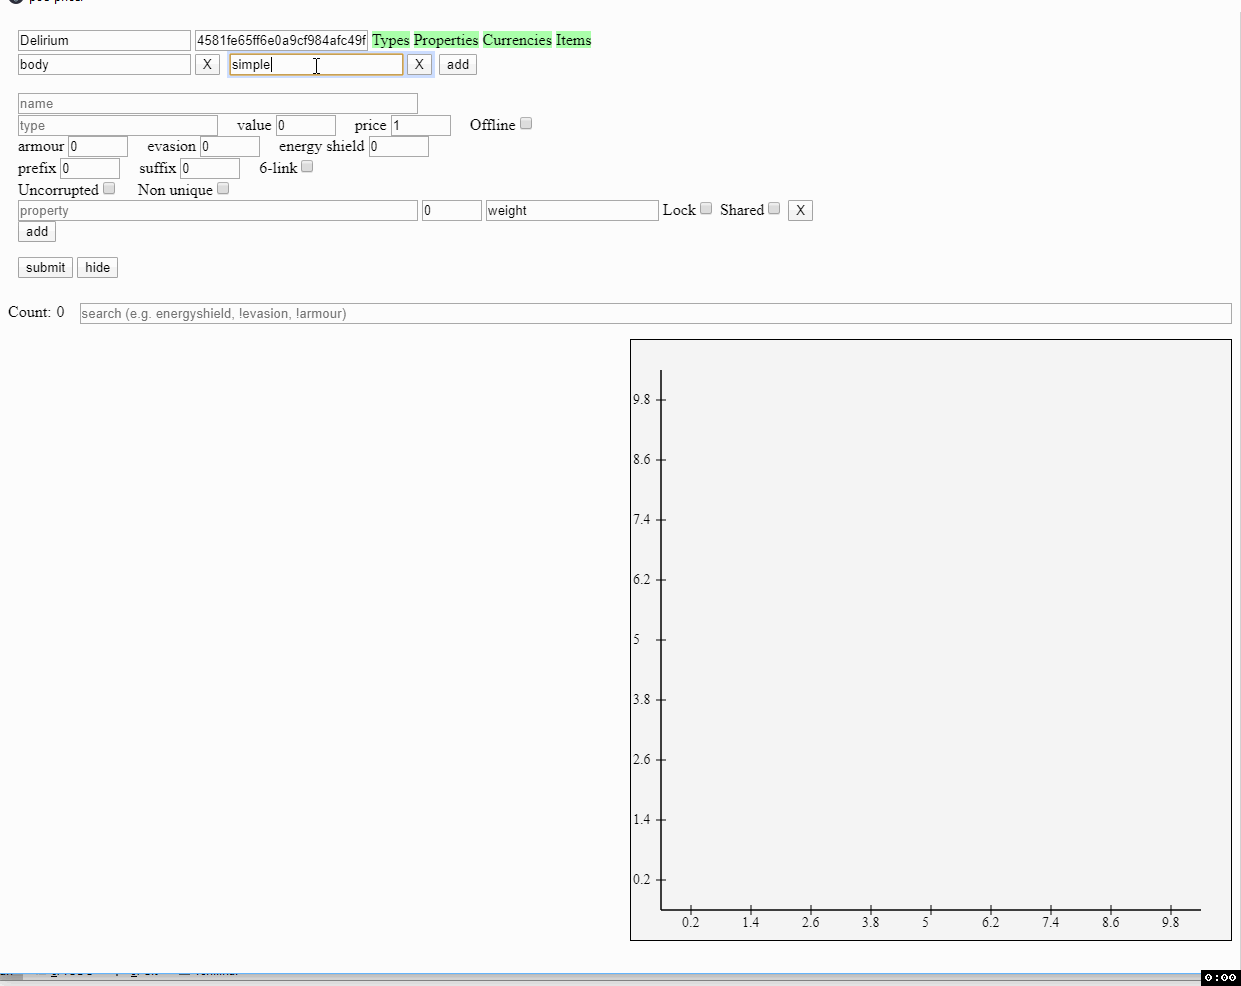 Delirium 4581fe65ff6e0a9cf984afc49f Types Properties Currencies Items
body X simple X add
name
type value 0 price 1 Offline
armour 0 evasion 0 energy shield 0
prefix 0 suffix 0 6-link
Uncorrupted Non unique
property 0 weight Lock Shared X
add
submit hide
Count: 0 search (e.g. energyshield, !evasion, !armour)
9.8
8.6
7.4
6.2
5
3.8
2.6
1.4
0.2
0.2 1.4 2.6 3.8 5 6.2 7.4 8.6 9.8
0:00